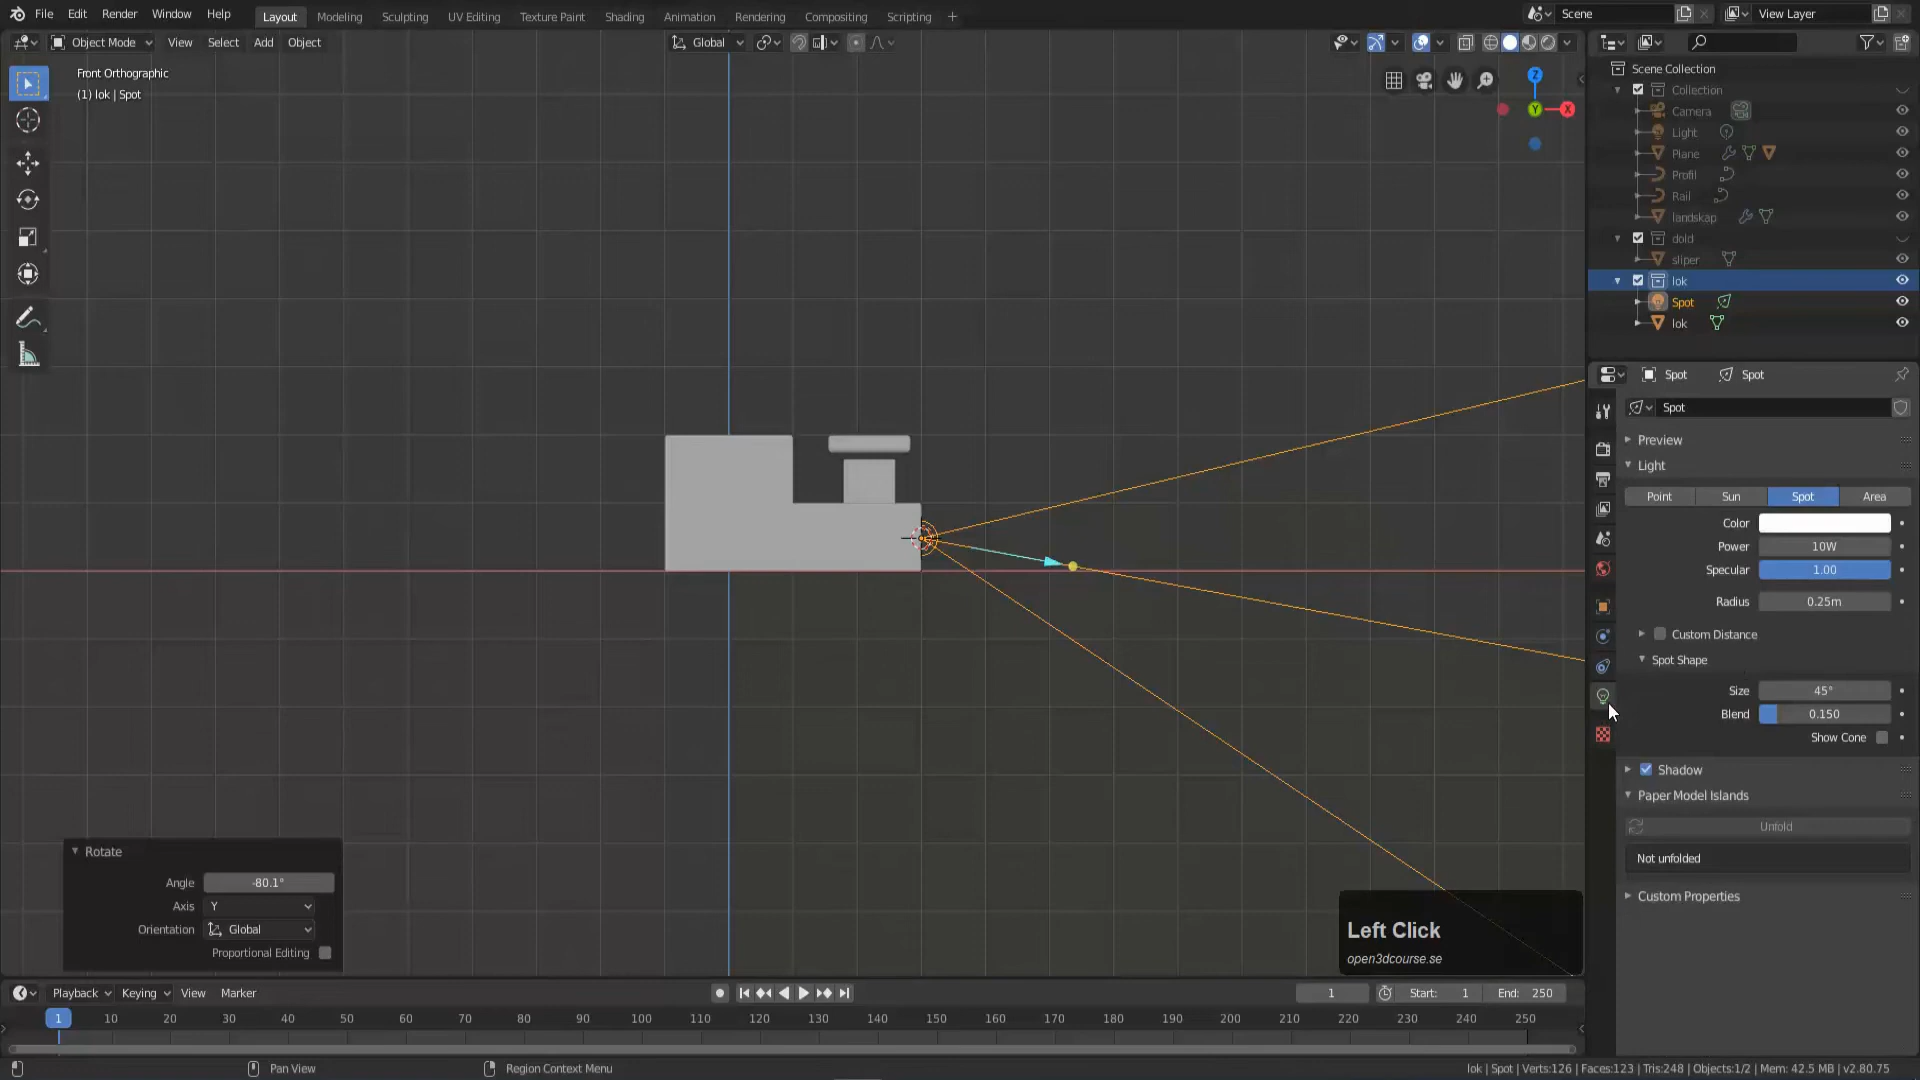 File Edit Render Window Help Layout Modeling Sculpting UV Editing Texture Paint Shading Animation Rendering Compositing Scripting + Scene View Layer
Object Mode View Select Add Object Global
Front Orthographic
(1) lok | Spot
Z
Y
X
Scene Collection
Collection
Camera
Light
Plane
Profil
Rail
landskap
dold
sliper
lok
Spot
lok
Spot Spot
Spot
Preview
Light
Point Sun Spot Area
Color
Power 10W
Specular 1.00
Radius 0.25m
Custom Distance
Spot Shape
Size 45°
Blend 0.150
Show Cone
Shadow
Paper Model Islands
Unfold
Not unfolded
Custom Properties
Rotate
Angle -80.1°
Axis Y
Orientation Global
Proportional Editing
Left Click
open3dcourse.se
Playback Keying View Marker 1 Start: 1 End: 250
1 10 20 30 40 50 60 70 80 90 100 110 120 130 140 150 160 170 180 190 200 210 220 230 240 250
Pan View Region Context Menu lok | Spot | Verts:126 | Faces:123 | Tris:248 | Objects:1/2 | Mem: 42.5 MB | v2.80.75